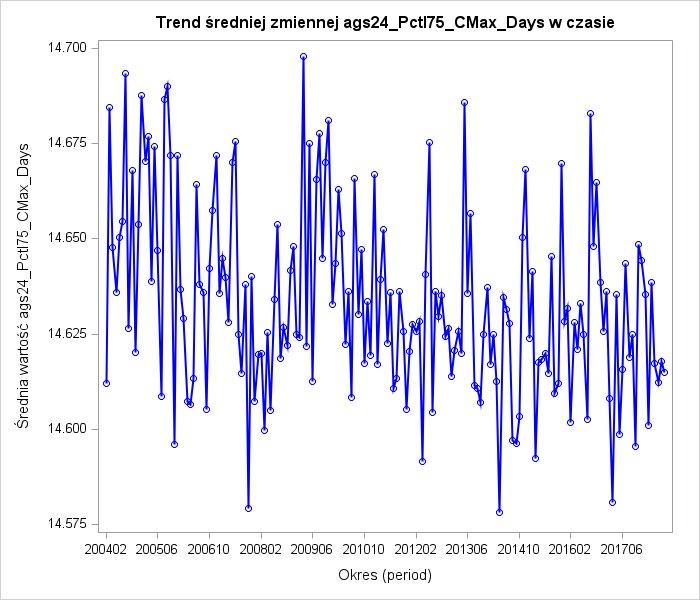 Trend średniej zmiennej ags24_Pctl75_CMax_Days w czasie
14.700
14.675
14.650
14.625
14.600
14.575
Średnia wartość ags24_Pctl75_CMax_Days
200402 200506 200610 200802 200906 201010 201202 201306 201410 201602 201706
Okres (period)